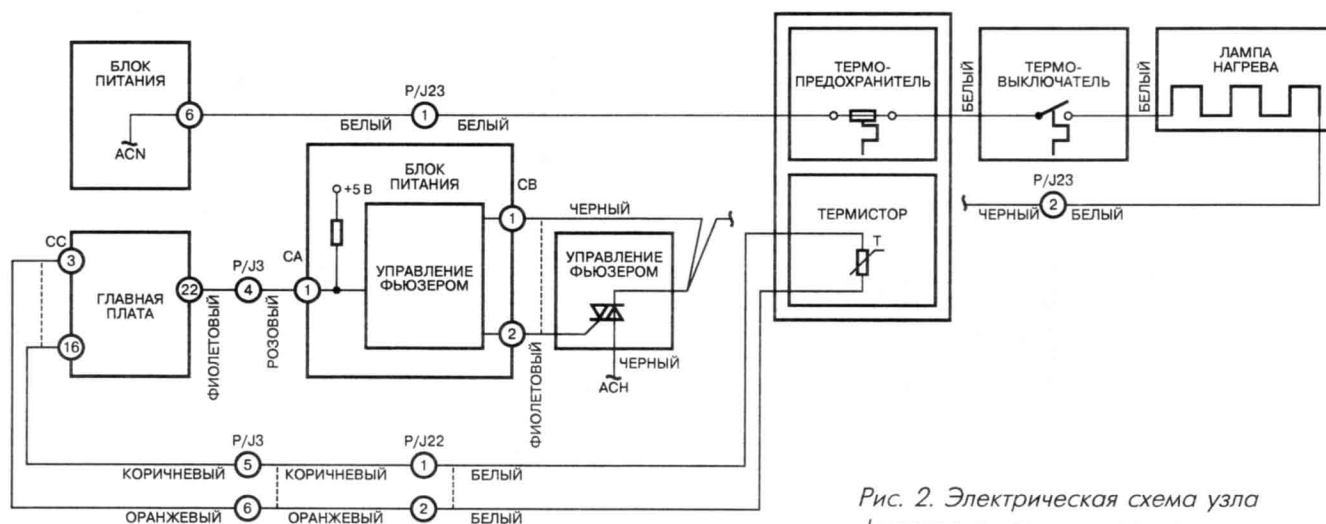 БЛОК
ПИТАНИЯ
6
ACN
P/J23
БЕЛЫЙ
1
БЕЛЫЙ
ТЕРМО-
ПРЕДОХРАНИТЕЛЬ
БЕЛЫЙ
ТЕРМО-
ВЫКЛЮЧАТЕЛЬ
БЕЛЫЙ
ЛАМПА
НАГРЕВА
P/J23
ЧЕРНЫЙ
2
БЕЛЫЙ
ТЕРМИСТОР
T
БЛОК
ПИТАНИЯ
+5 В
CB
1
ЧЕРНЫЙ
УПРАВЛЕНИЕ
ФЬЮЗЕРОМ
2
ФИОЛЕТОВЫЙ
УПРАВЛЕНИЕ
ФЬЮЗЕРОМ
ЧЕРНЫЙ
ACH
CC
3
16
ГЛАВНАЯ
ПЛАТА
22
ФИОЛЕТОВЫЙ
P/J3
4
РОЗОВЫЙ
CA
1
P/J3
P/J22
КОРИЧНЕВЫЙ
5
КОРИЧНЕВЫЙ
1
БЕЛЫЙ
ОРАНЖЕВЫЙ
6
ОРАНЖЕВЫЙ
2
БЕЛЫЙ
Рис. 2. Электрическая схема узла